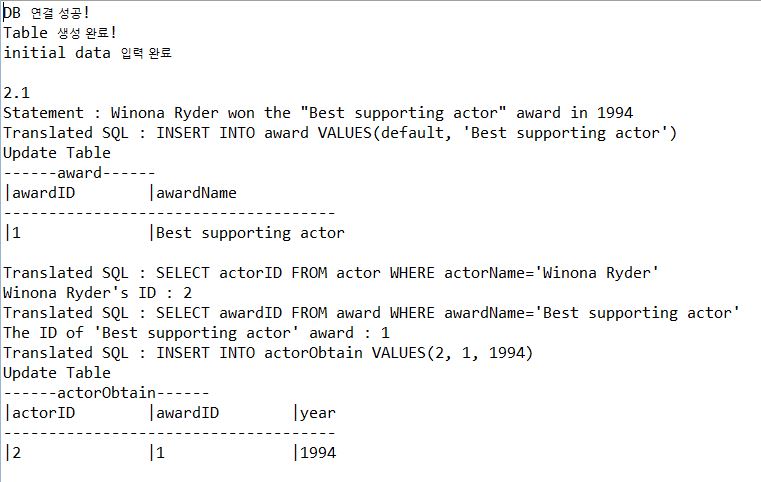 DB 연결 성공!
Table 생성 완료!
initial data 입력 완료
2.1
Statement : Winona Ryder won the "Best supporting actor" award in 1994
Translated SQL : INSERT INTO award VALUES(default, 'Best supporting actor')
Update Table
------award------
|awardID |awardName
-------------------------------------
|1 |Best supporting actor
Translated SQL : SELECT actorID FROM actor WHERE actorName='Winona Ryder'
Winona Ryder's ID : 2
Translated SQL : SELECT awardID FROM award WHERE awardName='Best supporting actor'
The ID of 'Best supporting actor' award : 1
Translated SQL : INSERT INTO actorObtain VALUES(2, 1, 1994)
Update Table
------actorObtain------
|actorID |awardID |year
-------------------------------------
|2 |1 |1994